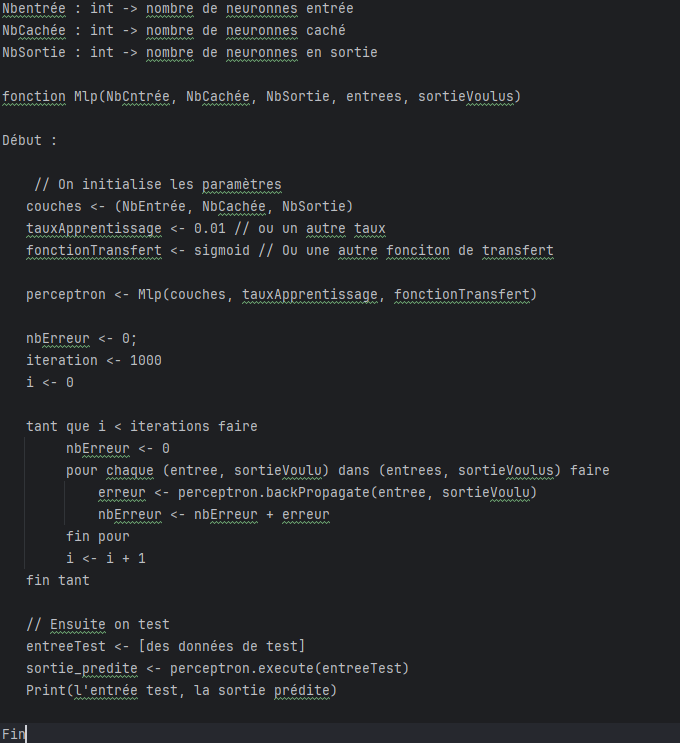 Nbentrée : int -> nombre de neuronnes entrée
NbCachée : int -> nombre de neuronnes caché
NbSortie : int -> nombre de neuronnes en sortie
fonction Mlp(NbCntrée, NbCachée, NbSortie, entrees, sortieVoulus)
Début :
// On initialise les paramètres
couches <- (NbEntrée, NbCachée, NbSortie)
tauxApprentissage <- 0.01 // ou un autre taux
fonctionTransfert <- sigmoid // Ou une autre fonciton de transfert
perceptron <- Mlp(couches, tauxApprentissage, fonctionTransfert)
nbErreur <- 0;
iteration <- 1000
i <- 0
tant que i < iterations faire
nbErreur <- 0
pour chaque (entree, sortieVoulu) dans (entrees, sortieVoulus) faire
erreur <- perceptron.backPropagate(entree, sortieVoulu)
nbErreur <- nbErreur + erreur
fin pour
i <- i + 1
fin tant
// Ensuite on test
entreeTest <- [des données de test]
sortie_predite <- perceptron.execute(entreeTest)
Print(l'entrée test, la sortie prédite)
Fin